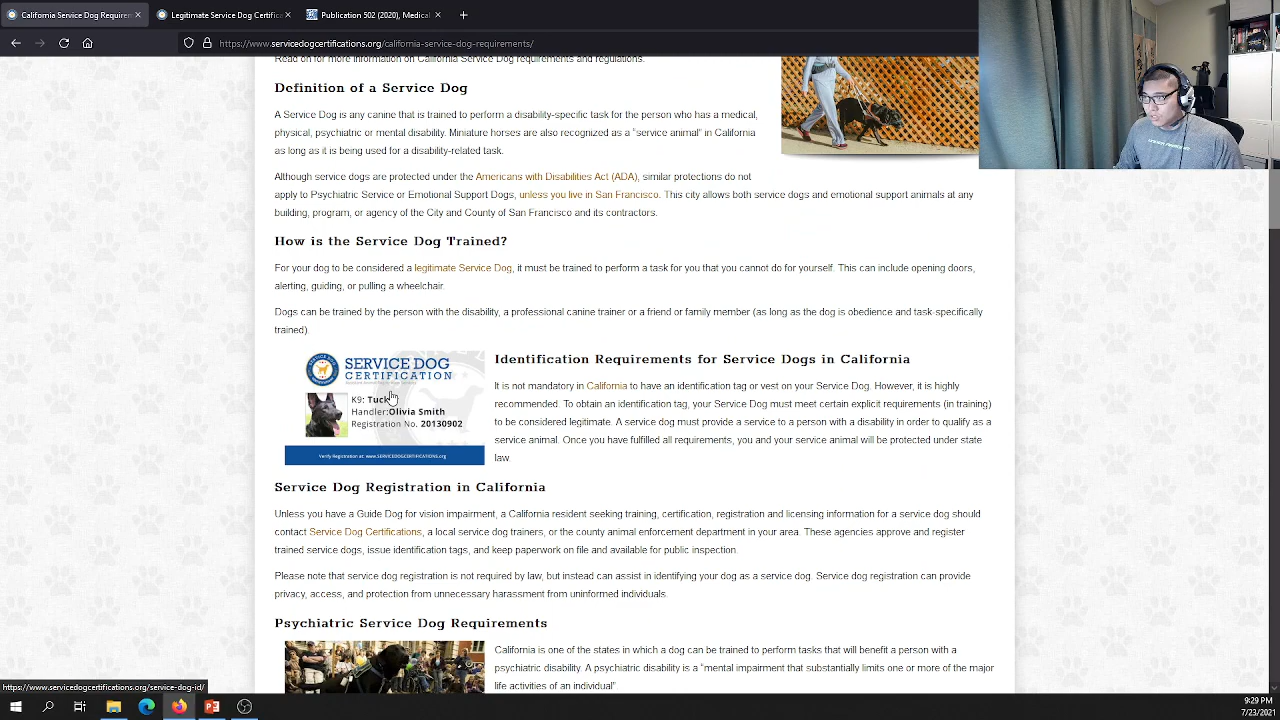 California Service Dog Requirem
Legitimate Service Dog Certific
Publication 502 (2020), Medical
https://www.servicedogcertifications.org/california-service-dog-requirements/
Read on for more information on California Service Dog requirements and regulations.
Definition of a Service Dog
A Service Dog is any canine that is trained to perform a disability-specific task for the person who has a medical,
physical, psychiatric or mental disability. Miniature horses are also recognized as a "service animal" in California
as long as it is being used for a disability-related task.
Although service dogs are protected under the Americans with Disabilities Act (ADA), similar protections do not
apply to Psychiatric Service or Emotional Support Dogs, unless you live in San Francisco. This city allows both service dogs and emotional support animals at any
building, program, or agency of the City and County of San Francisco and its contractors.
How is the Service Dog Trained?
For your dog to be considered a legitimate Service Dog, it must be trained to perform a task for you that you cannot do for yourself. This can include opening doors,
alerting, guiding, or pulling a wheelchair.
Dogs can be trained by the person with the disability, a professional canine trainer or a friend or family member (as long as the dog is obedience and task-specifically
trained).
SERVICE DOG
CERTIFICATION
K9: Tuck
Handler:Olivia Smith
Registration No. 20130902
Verify Registration at: www.SERVICEDOGCERTIFICATIONS.org
Identification Requirements for Service Dogs in California
It is not mandatory in California to have an identification tag or vest on your Service Dog. However, it is highly
recommended. To obtain an identification tag, your Service Dog must meet certain explicit requirements (in training)
to be considered legitimate. A service dog must provide a service to a person with a disability in order to qualify as a
service animal. Once you have fulfilled all requirements, you and your service animal will be protected under state
law.
Service Dog Registration in California
Unless you have a Guide Dog for vision impairment, a California resident seeking training, certification, registration and licensing information for a service dog should
contact Service Dog Certifications, a local service dog trainers, or the county animal enforcement department in your area. These agencies approve and register
trained service dogs, issue identification tags, and keep paperwork on file and available for public inspection.
Please note that service dog registration is not required by law, but instead can assist in identifying your dog as a service dog. Service dog registration can provide
privacy, access, and protection from unnecessary harassment from uninformed individuals.
Psychiatric Service Dog Requirements
California is one of the states in which a dog can be trained to perform tasks that will benefit a person with a
psychiatric disability. A psychiatric disability is a "mental impairment that substantially limits one or more of the major
life activities of an individual".
https://www.servicedogcertifications.org/service-dog-id/
9:29 PM
7/23/2021